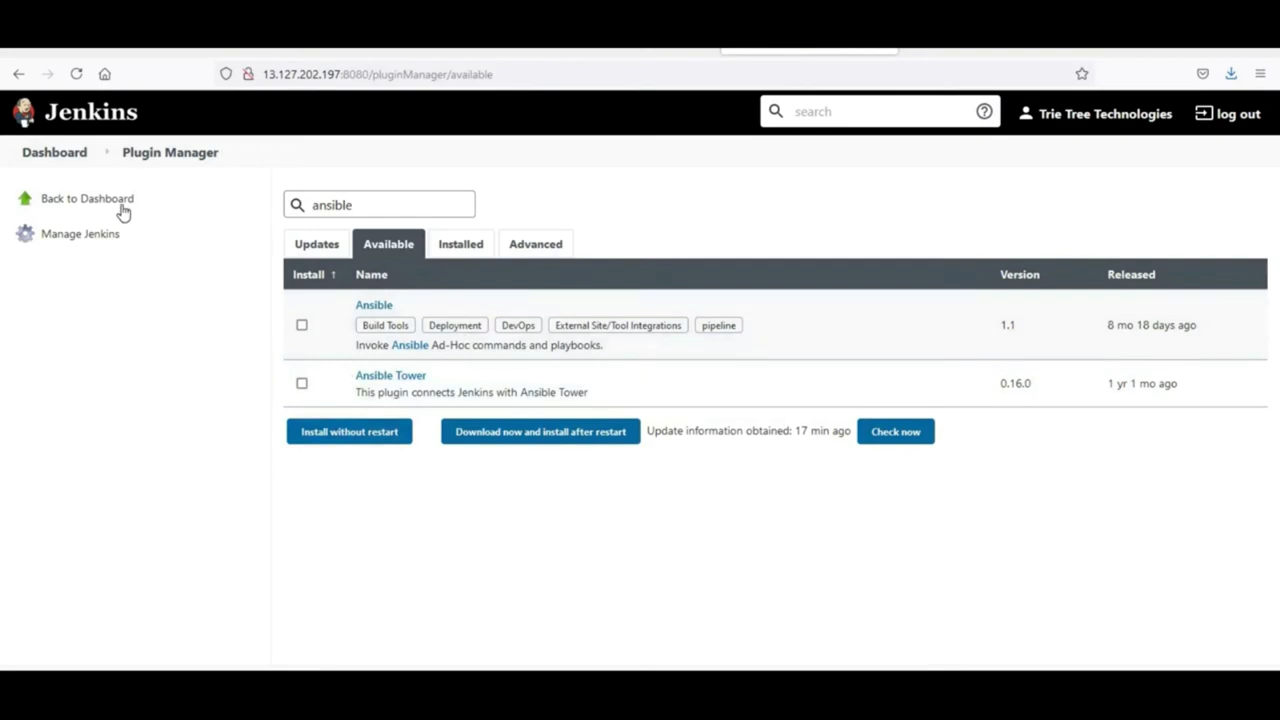 13.127.202.197:8080/pluginManager/available
Jenkins
search
Trie Tree Technologies
log out
Dashboard
Plugin Manager
Back to Dashboard
Manage Jenkins
ansible
Updates
Available
Installed
Advanced
Install ↑ Name Version Released
Ansible
Build Tools Deployment DevOps External Site/Tool Integrations pipeline
Invoke Ansible Ad-Hoc commands and playbooks.
1.1
8 mo 18 days ago
Ansible Tower
This plugin connects Jenkins with Ansible Tower
0.16.0
1 yr 1 mo ago
Install without restart
Download now and install after restart
Update information obtained: 17 min ago
Check now